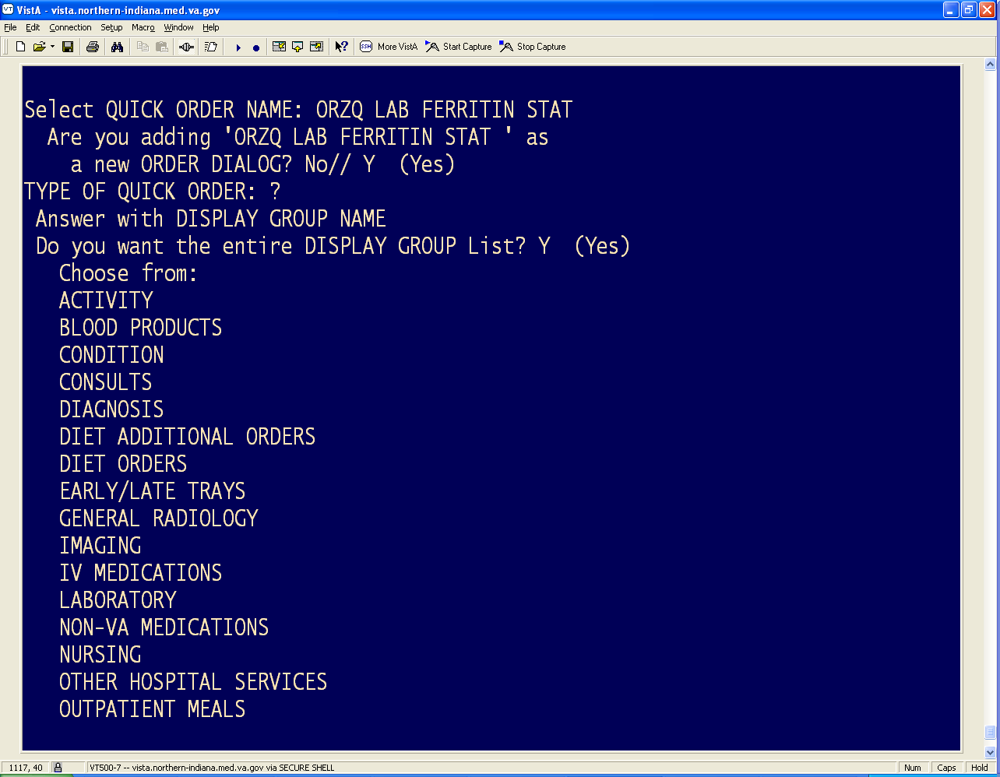 VT VistA - vista.northern-indiana.med.va.gov
File Edit Connection Setup Macro Window Help
SSH More VistA Start Capture Stop Capture
Select QUICK ORDER NAME: ORZQ LAB FERRITIN STAT
Are you adding 'ORZQ LAB FERRITIN STAT ' as
a new ORDER DIALOG? No// Y (Yes)
TYPE OF QUICK ORDER: ?
Answer with DISPLAY GROUP NAME
Do you want the entire DISPLAY GROUP List? Y (Yes)
Choose from:
ACTIVITY
BLOOD PRODUCTS
CONDITION
CONSULTS
DIAGNOSIS
DIET ADDITIONAL ORDERS
DIET ORDERS
EARLY/LATE TRAYS
GENERAL RADIOLOGY
IMAGING
IV MEDICATIONS
LABORATORY
NON-VA MEDICATIONS
NURSING
OTHER HOSPITAL SERVICES
OUTPATIENT MEALS
1117, 40 VT500-7 -- vista.northern-indiana.med.va.gov via SECURE SHELL Num Caps Hold